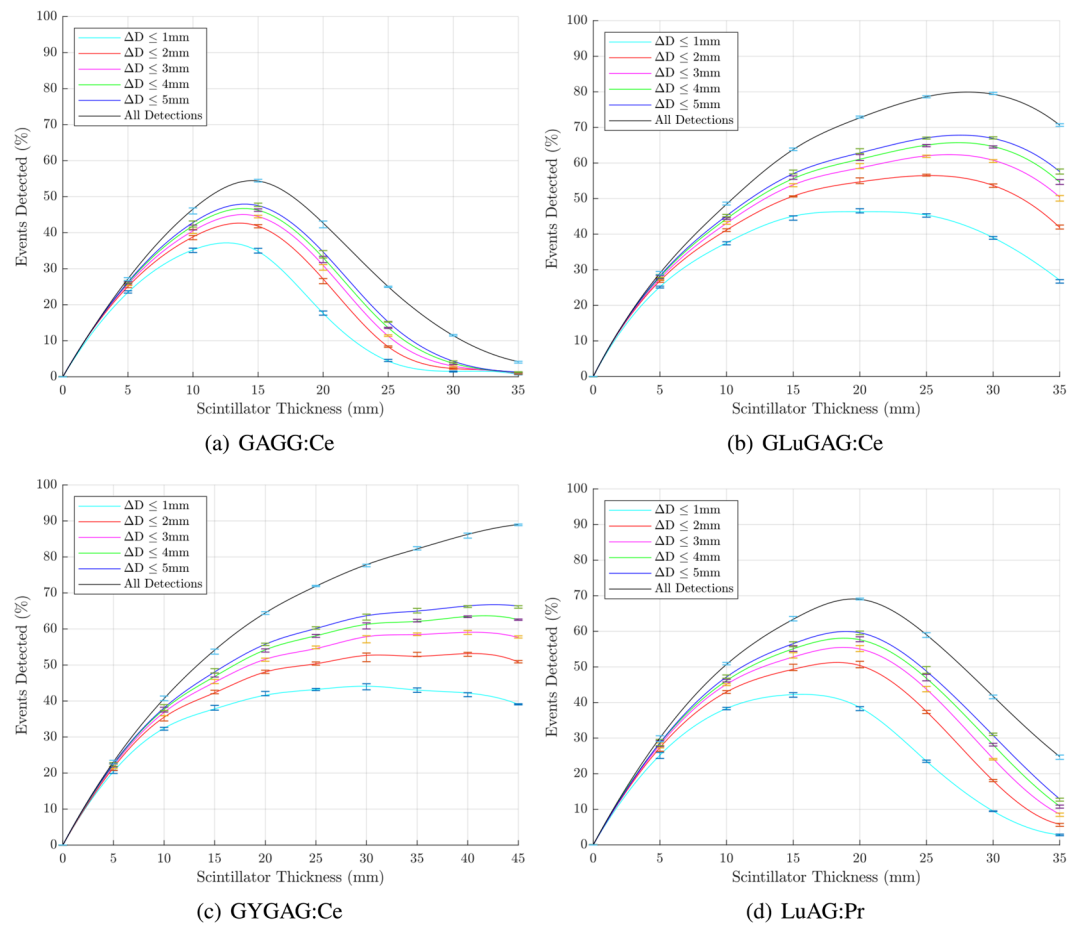 100
90
80
70
60
50
40
30
20
10
0
Events Detected (%)
ΔD ≤ 1mm
ΔD ≤ 2mm
ΔD ≤ 3mm
ΔD ≤ 4mm
ΔD ≤ 5mm
All Detections
0 5 10 15 20 25 30 35
Scintillator Thickness (mm)
(a) GAGG:Ce
100
90
80
70
60
50
40
30
20
10
0
Events Detected (%)
ΔD ≤ 1mm
ΔD ≤ 2mm
ΔD ≤ 3mm
ΔD ≤ 4mm
ΔD ≤ 5mm
All Detections
0 5 10 15 20 25 30 35
Scintillator Thickness (mm)
(b) GLuGAG:Ce
100
90
80
70
60
50
40
30
20
10
0
Events Detected (%)
ΔD ≤ 1mm
ΔD ≤ 2mm
ΔD ≤ 3mm
ΔD ≤ 4mm
ΔD ≤ 5mm
All Detections
0 5 10 15 20 25 30 35 40 45
Scintillator Thickness (mm)
(c) GYGAG:Ce
100
90
80
70
60
50
40
30
20
10
0
Events Detected (%)
ΔD ≤ 1mm
ΔD ≤ 2mm
ΔD ≤ 3mm
ΔD ≤ 4mm
ΔD ≤ 5mm
All Detections
0 5 10 15 20 25 30 35
Scintillator Thickness (mm)
(d) LuAG:Pr